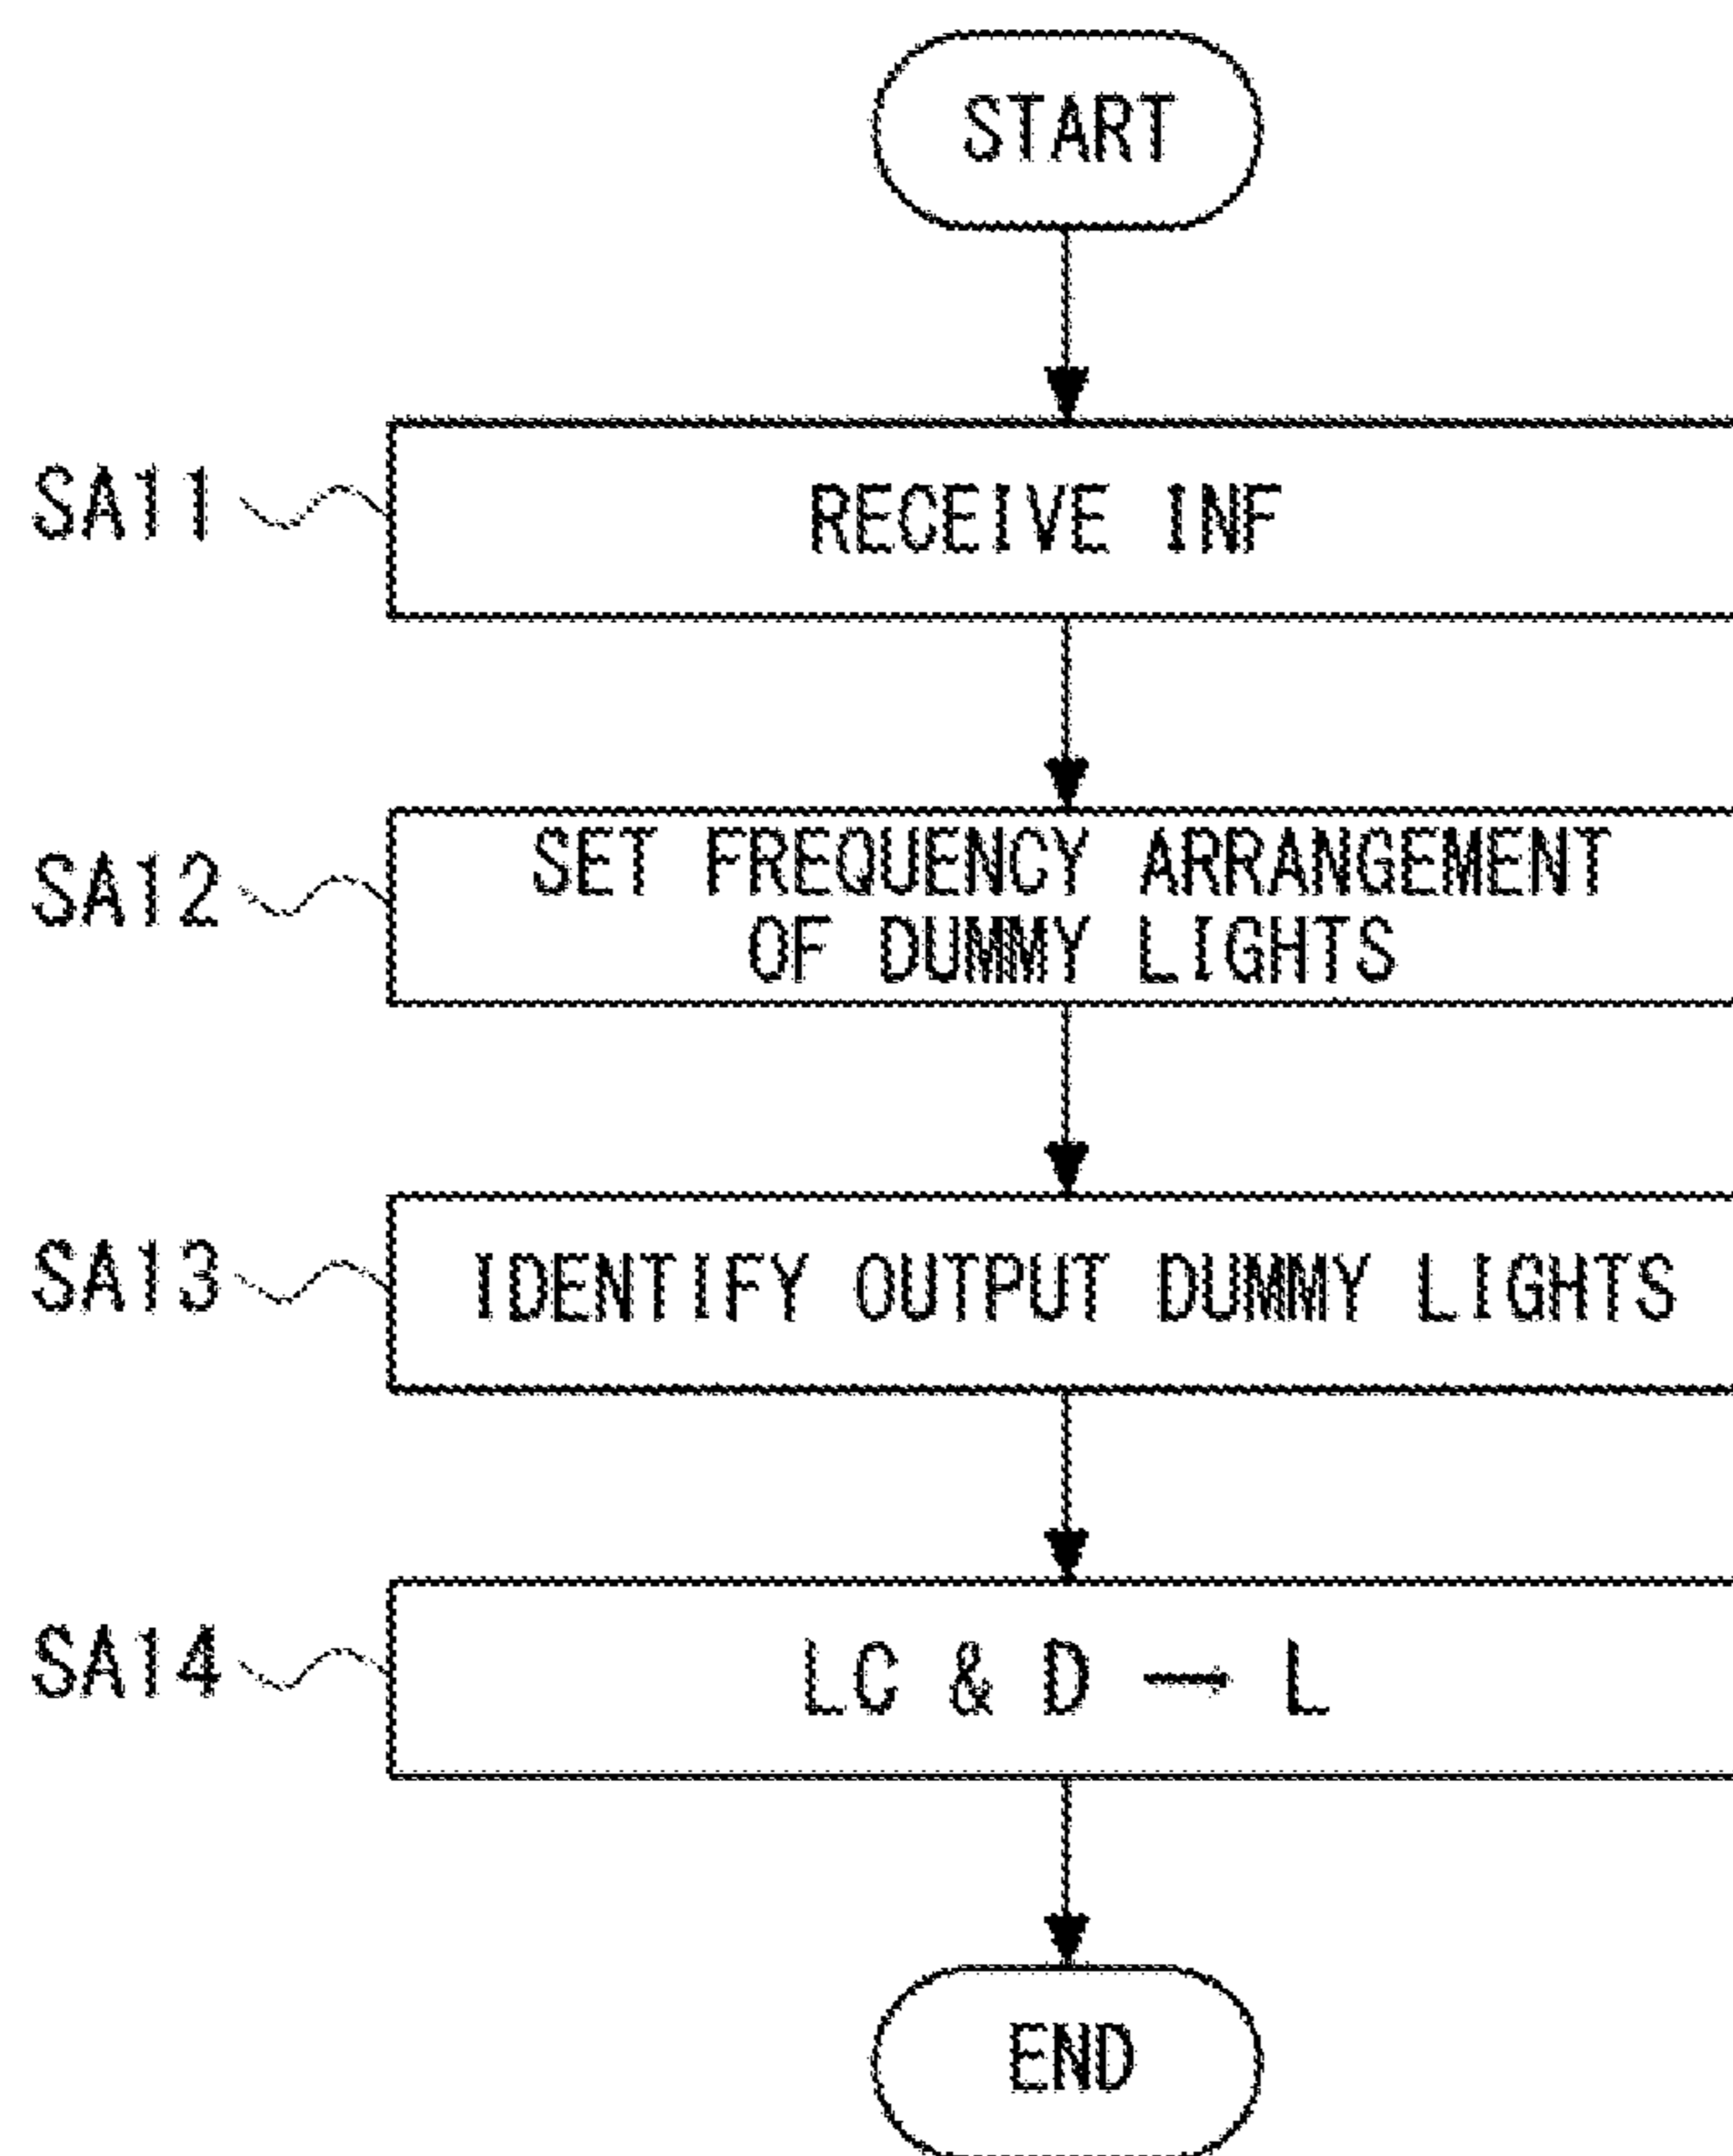 START
SA11
RECEIVE INF
SA12
SET FREQUENCY ARRANGEMENT
OF DUMMY LIGHTS
SA13
IDENTIFY OUTPUT DUMMY LIGHTS
SA14
LC & D → L
END